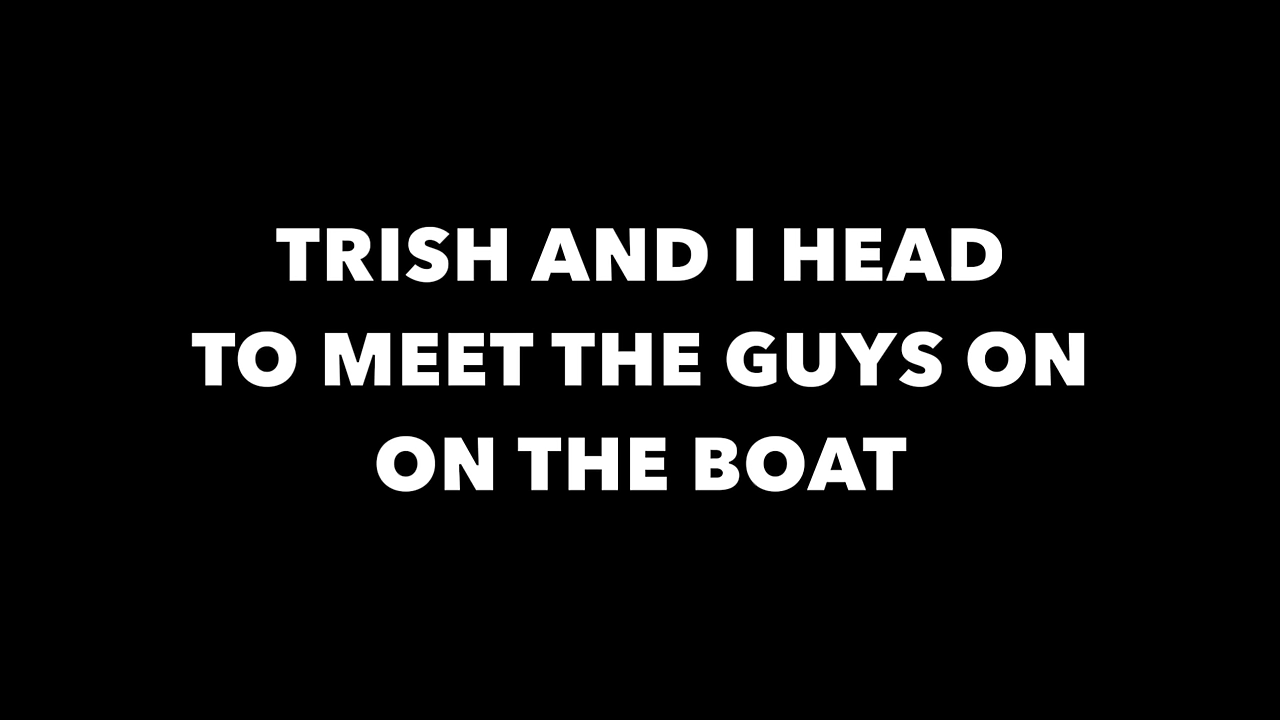 TRISH AND I HEAD
TO MEET THE GUYS ON
ON THE BOAT